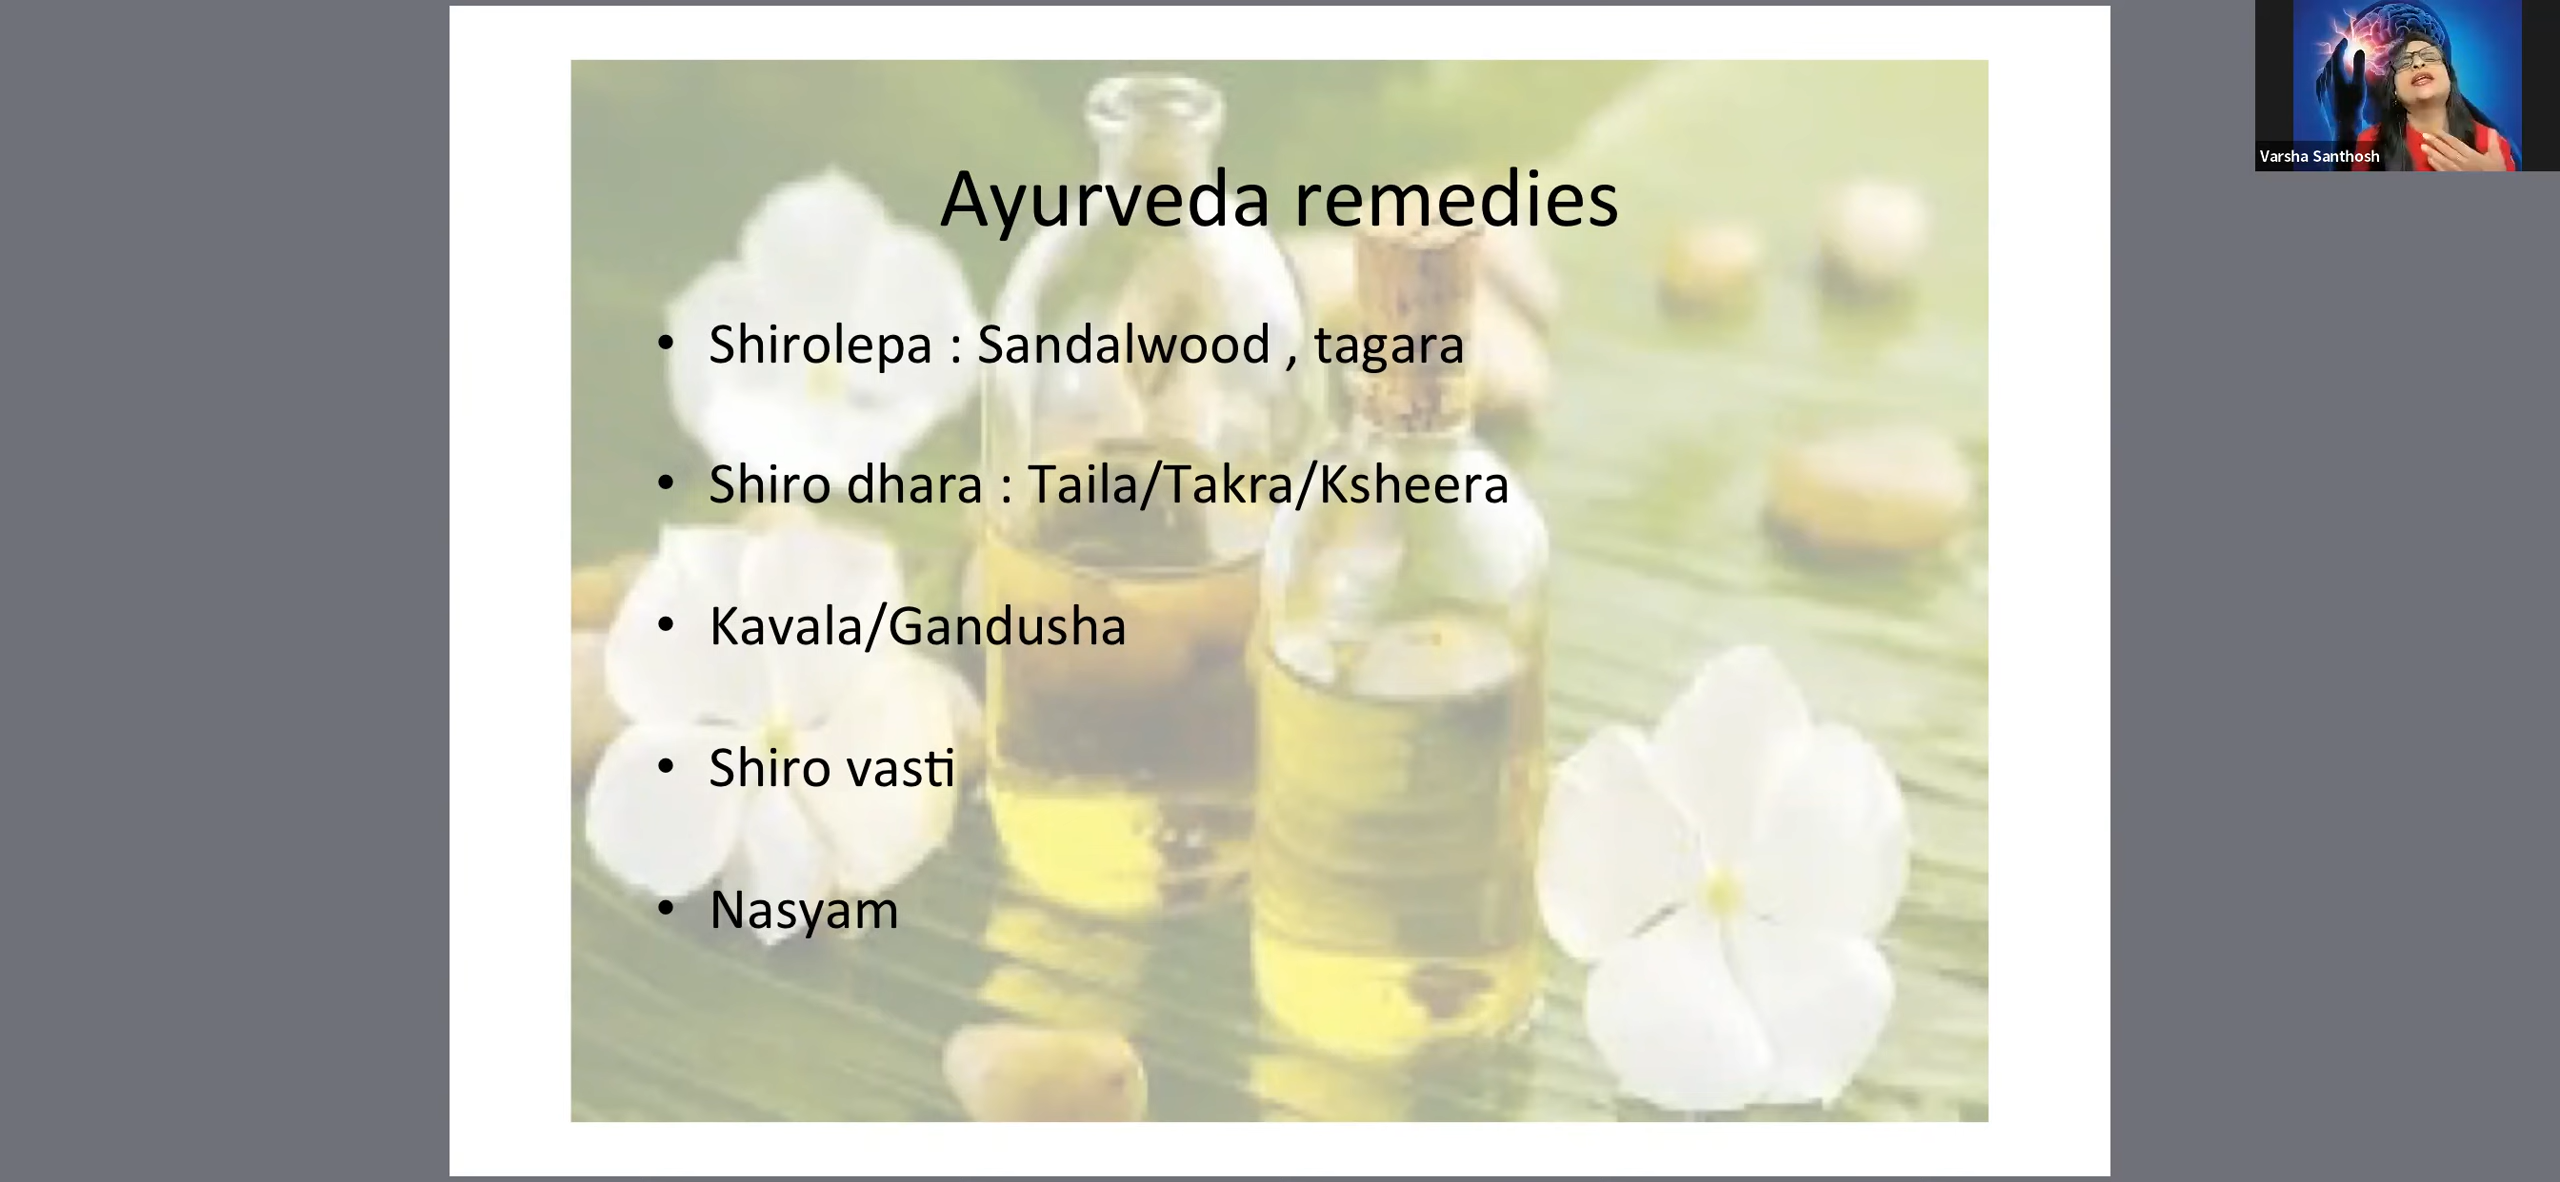 Ayurveda remedies
• Shirolepa : Sandalwood , tagara
• Shiro dhara : Taila/Takra/Ksheera
• Kavala/Gandusha
• Shiro vasti
• Nasyam
Varsha Santhosh